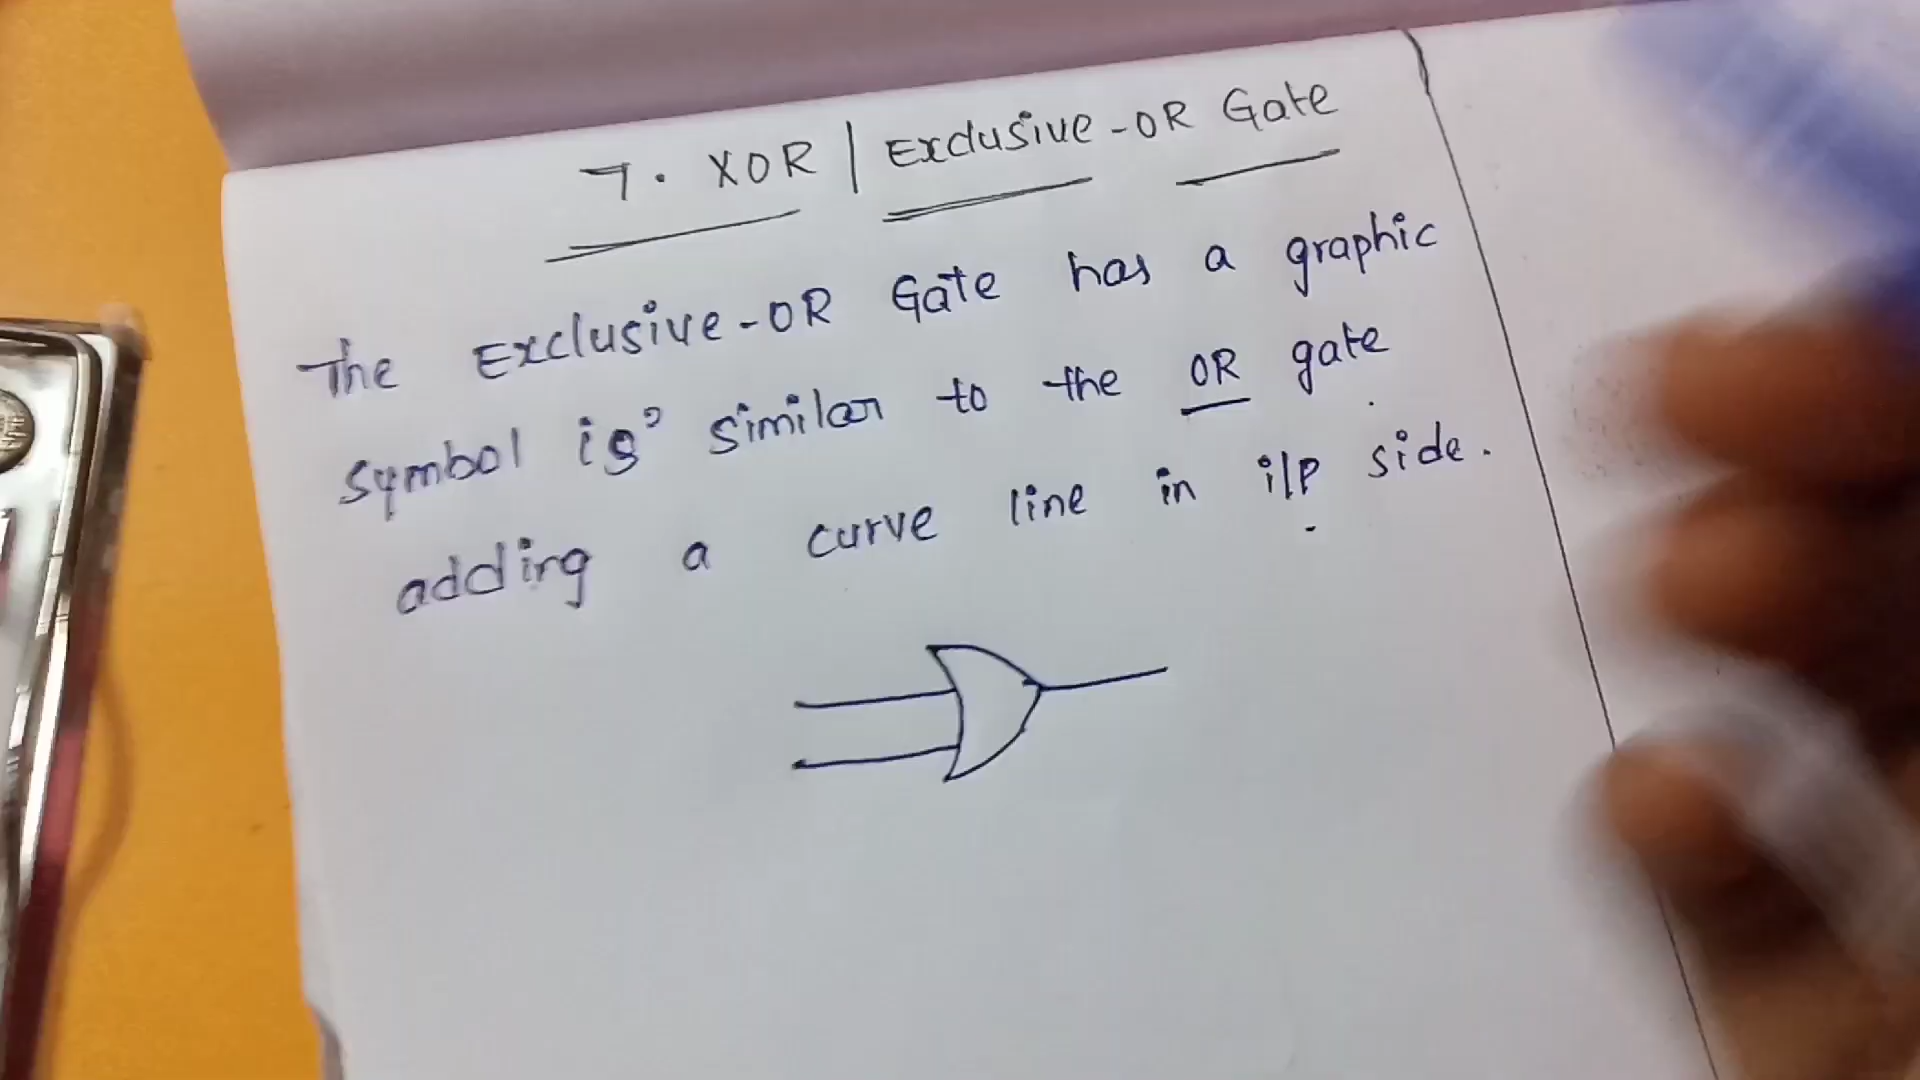 7. XOR | Exclusive-OR Gate
The Exclusive-OR Gate has a graphic
symbol is similar to the OR gate
adding a curve line in i/p side.